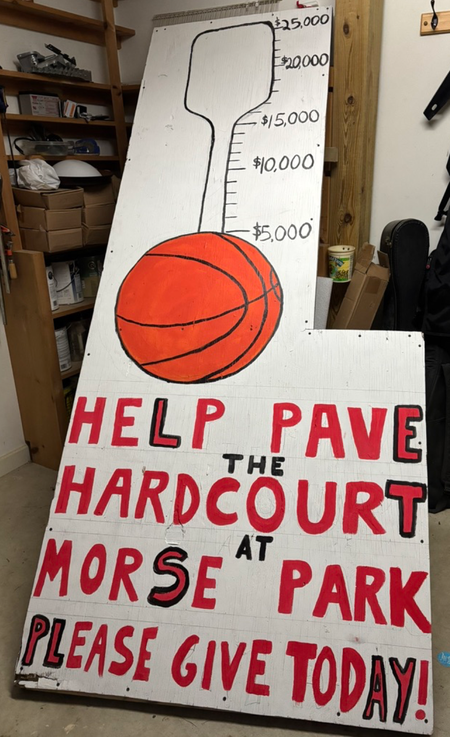 $25,000
$20,000
$15,000
$10,000
$5,000
HELP PAVE
THE
HARDCOURT
AT
MORSE PARK
PLEASE GIVE TODAY!